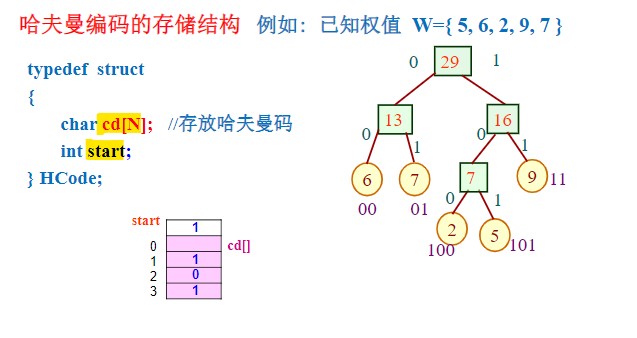 哈夫曼编码的存储结构 例如：已知权值 W={ 5, 6, 2, 9, 7 }
typedef struct
{
char cd[N]; //存放哈夫曼码
int start;
} HCode;
0 29 1
13 16
0 1 0 1
6 7 7 9 11
00 01 0 1
2 5
100 101
start 1
0 cd[]
1 1
2 0
3 1